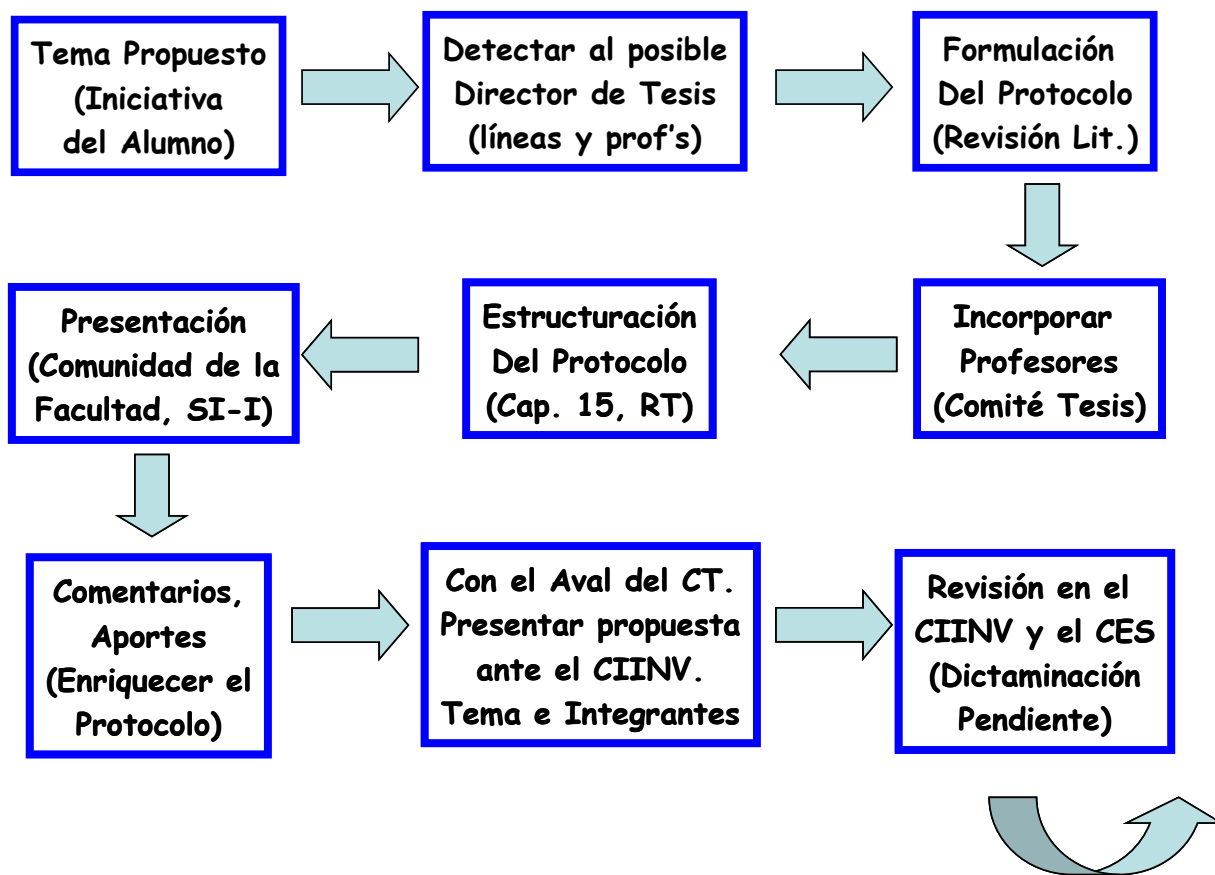 Tema Propuesto
(Iniciativa
del Alumno)
Detectar al posible
Director de Tesis
(líneas y prof's)
Formulación
Del Protocolo
(Revisión Lit.)
Incorporar
Profesores
(Comité Tesis)
Estructuración
Del Protocolo
(Cap. 15, RT)
Presentación
(Comunidad de la
Facultad, SI-I)
Comentarios,
Aportes
(Enriquecer el
Protocolo)
Con el Aval del CT.
Presentar propuesta
ante el CIINV.
Tema e Integrantes
Revisión en el
CIINV y el CES
(Dictaminación
Pendiente)